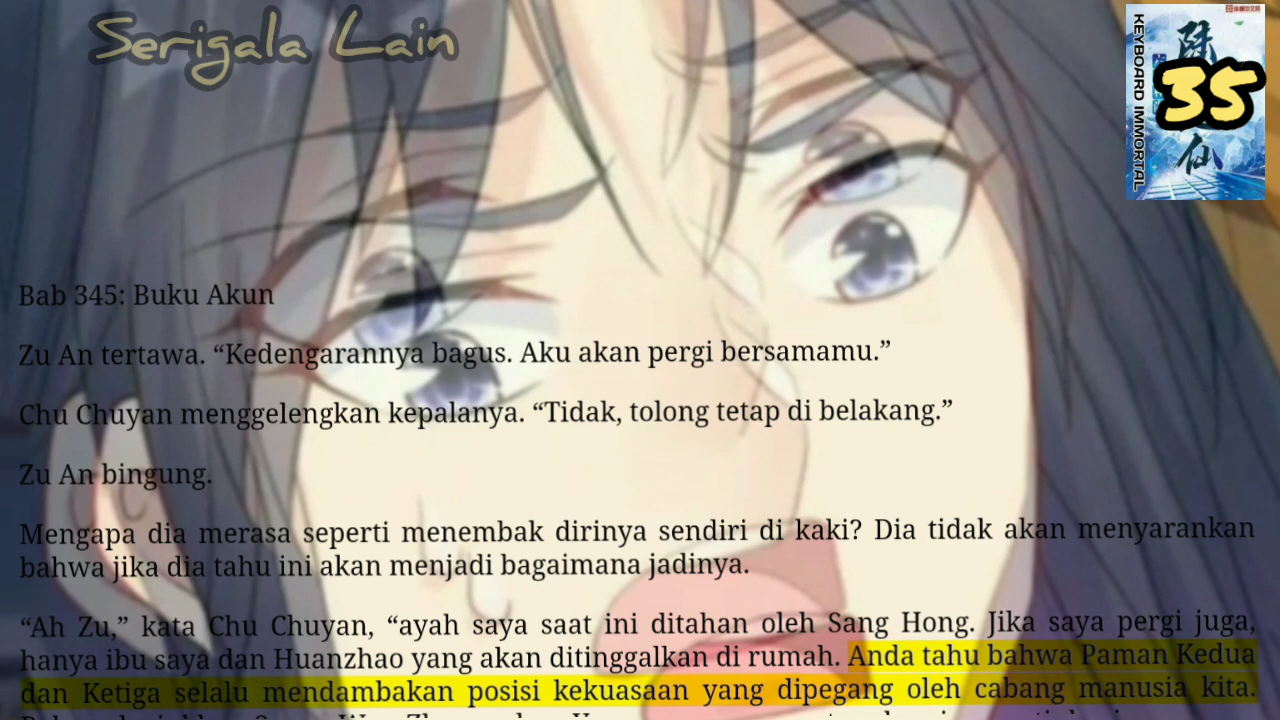 Serigala Lain
KEYBOARD IMMORTAL
35
仙
Bab 345: Buku Akun
Zu An tertawa. “Kedengarannya bagus. Aku akan pergi bersamamu.”
Chu Chuyan menggelengkan kepalanya. “Tidak, tolong tetap di belakang.”
Zu An bingung.
Mengapa dia merasa seperti menembak dirinya sendiri di kaki? Dia tidak akan menyarankan
bahwa jika dia tahu ini akan menjadi bagaimana jadinya.
“Ah Zu,” kata Chu Chuyan, “ayah saya saat ini ditahan oleh Sang Hong. Jika saya pergi juga,
hanya ibu saya dan Huanzhao yang akan ditinggalkan di rumah. Anda tahu bahwa Paman Kedua
dan Ketiga selalu mendambakan posisi kekuasaan yang dipegang oleh cabang manusia kita.